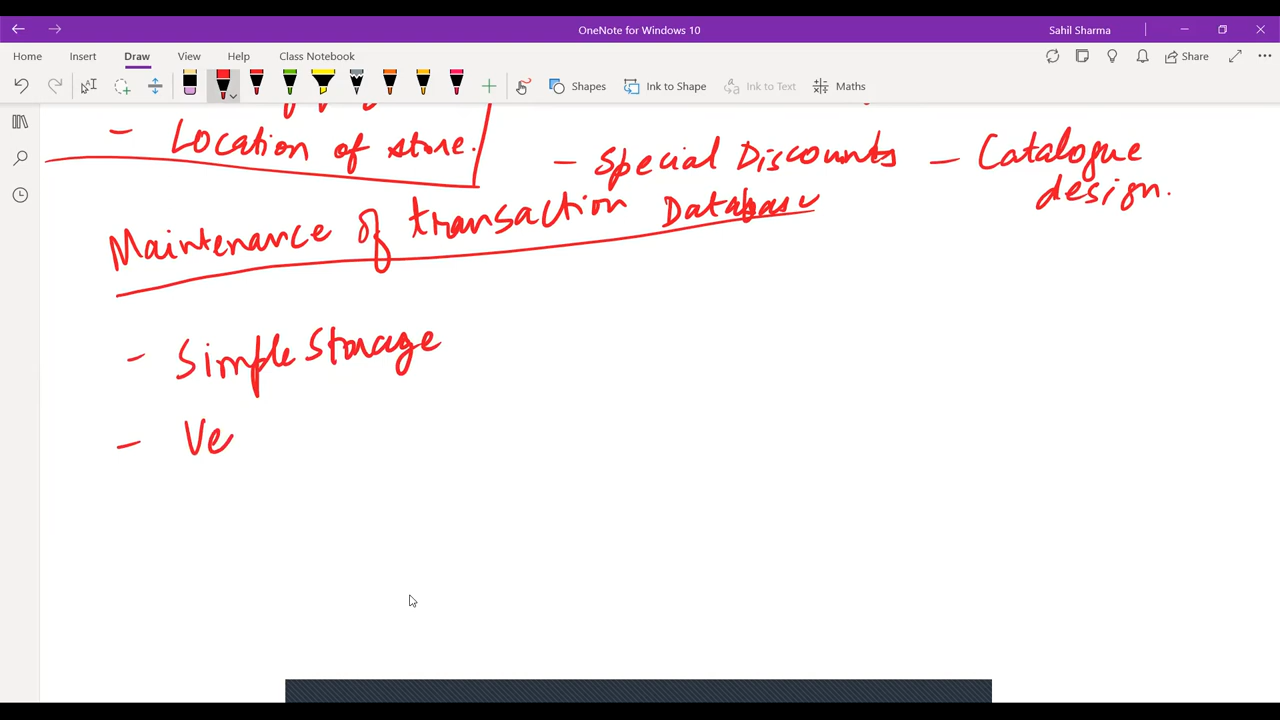 OneNote for Windows 10
Sahil Sharma
Home Insert Draw View Help Class Notebook
Share
Shapes Ink to Shape Ink to Text Maths
- Location of store.
- Special Discounts
- Catalogue
design.
Maintenance of transaction Database
- Simple Storage
- Ve